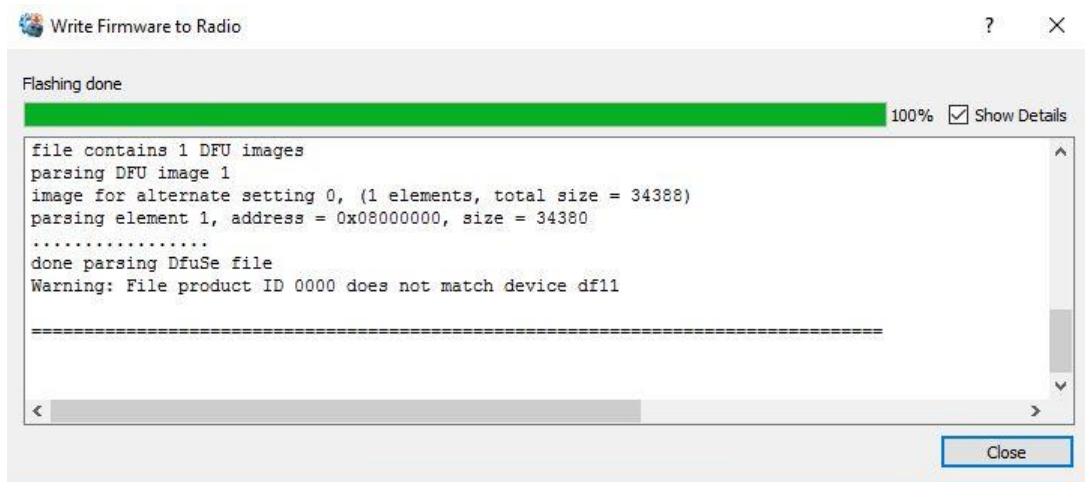 Write Firmware to Radio
?
Flashing done
100%
Show Details
file contains 1 DFU images
parsing DFU image 1
image for alternate setting 0, (1 elements, total size = 34388)
parsing element 1, address = 0x08000000, size = 34380
.................
done parsing DfuSe file
Warning: File product ID 0000 does not match device df11
=================================================================================
Close